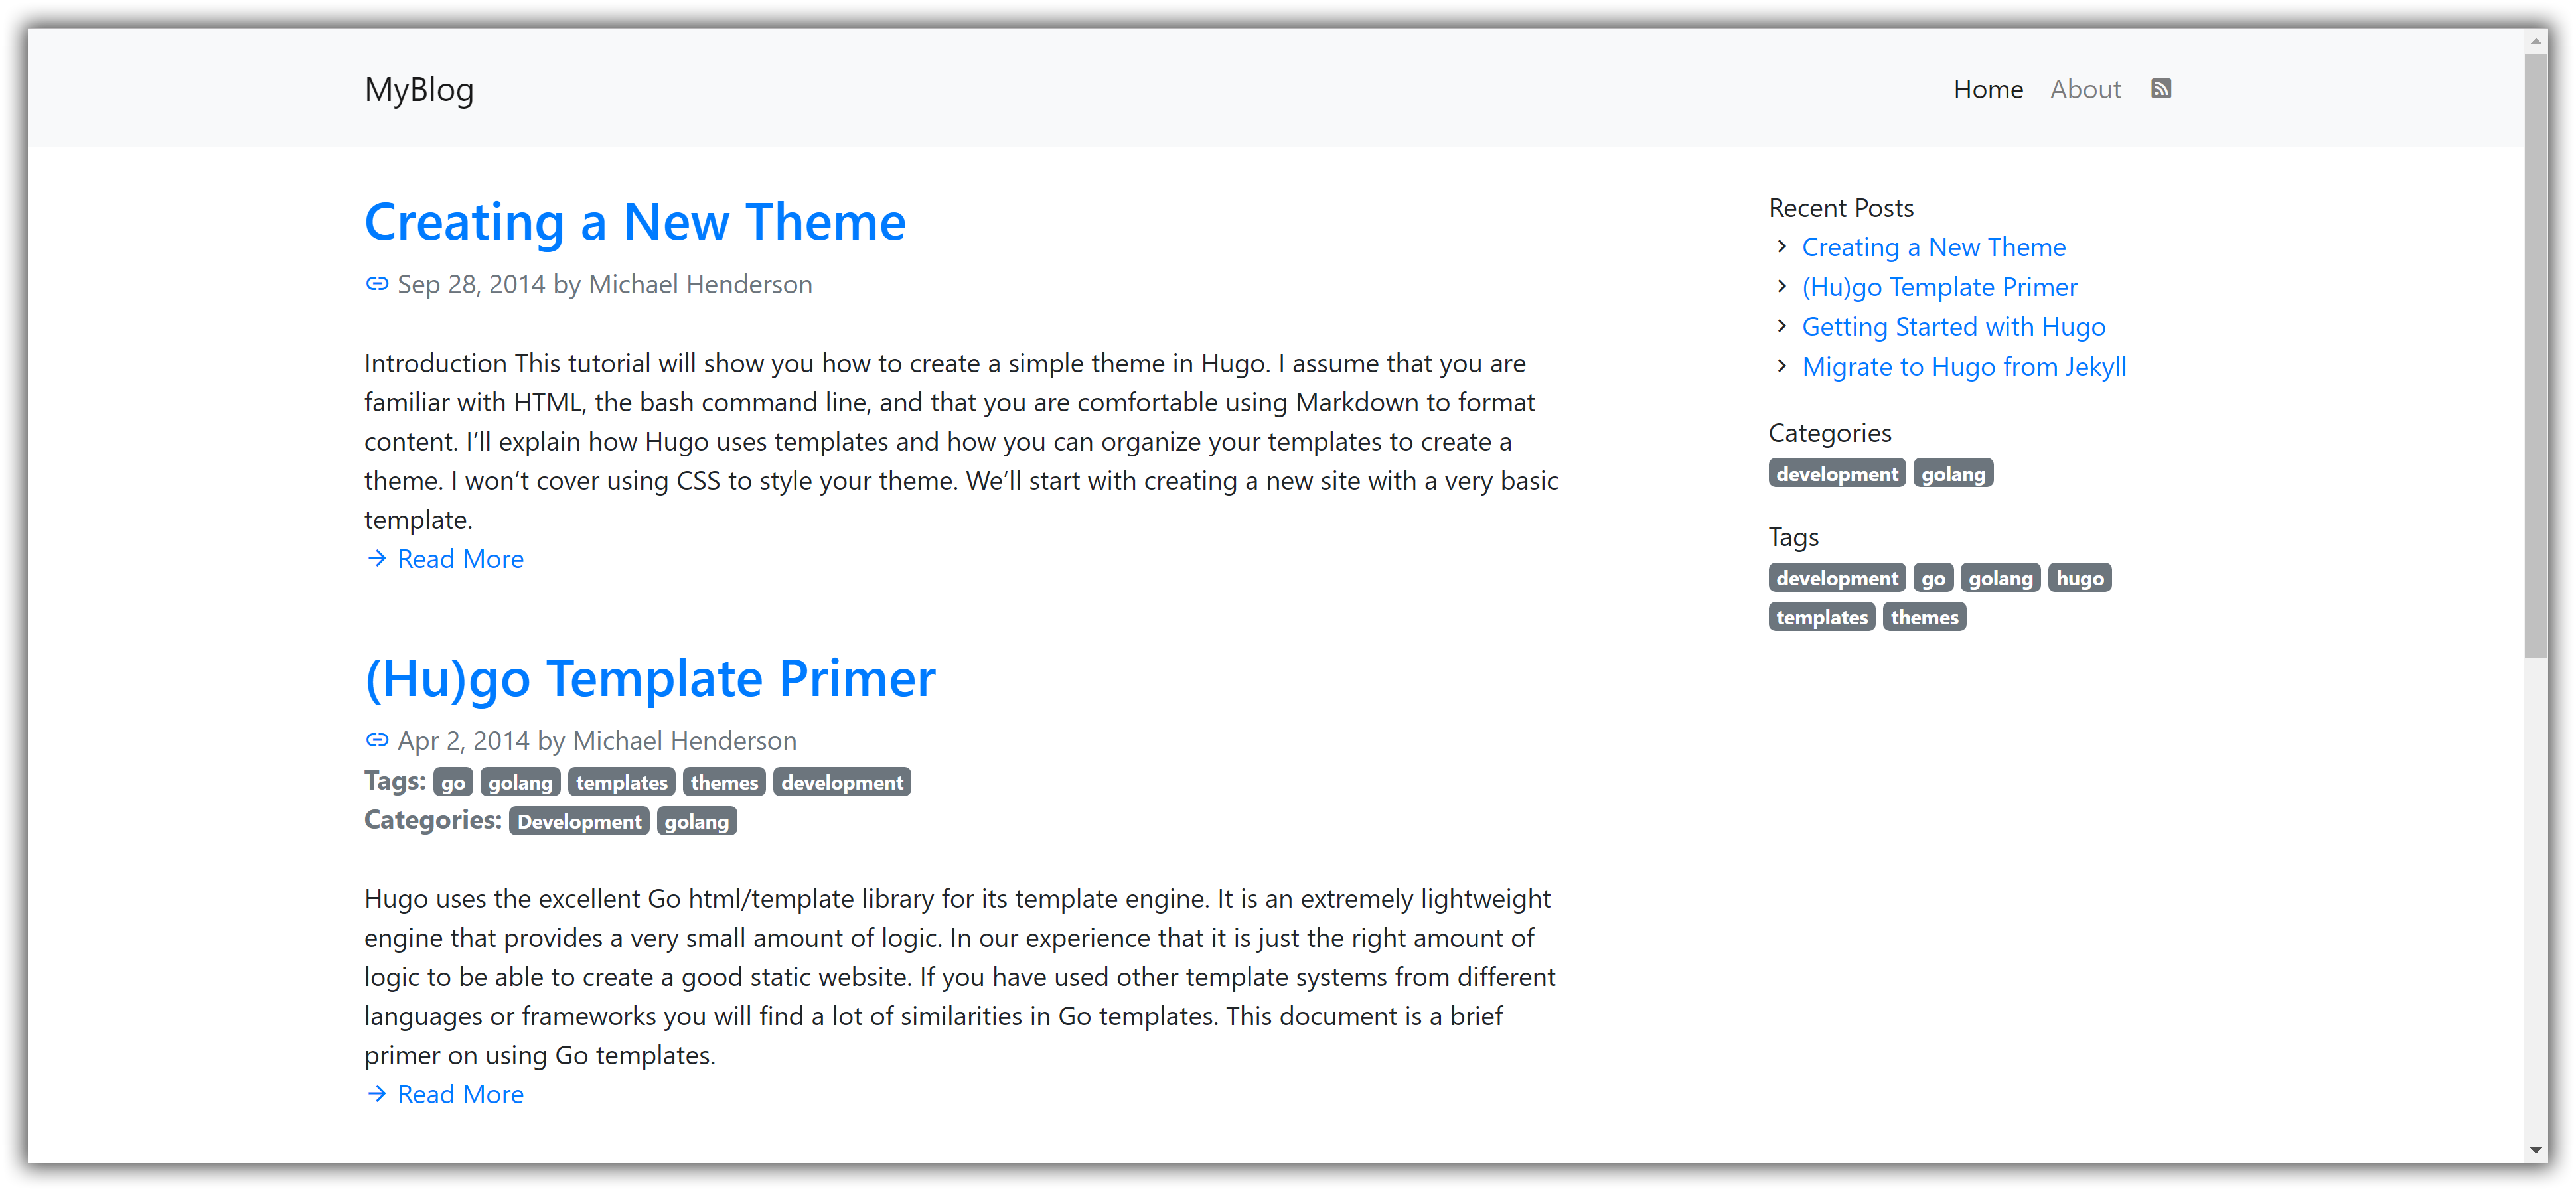 MyBlog
Home About
Creating a New Theme
Sep 28, 2014 by Michael Henderson
Introduction This tutorial will show you how to create a simple theme in Hugo. I assume that you are
familiar with HTML, the bash command line, and that you are comfortable using Markdown to format
content. I’ll explain how Hugo uses templates and how you can organize your templates to create a
theme. I won’t cover using CSS to style your theme. We’ll start with creating a new site with a very basic
template.
Read More
(Hu)go Template Primer
Apr 2, 2014 by Michael Henderson
Tags: go golang templates themes development
Categories: Development golang
Hugo uses the excellent Go html/template library for its template engine. It is an extremely lightweight
engine that provides a very small amount of logic. In our experience that it is just the right amount of
logic to be able to create a good static website. If you have used other template systems from different
languages or frameworks you will find a lot of similarities in Go templates. This document is a brief
primer on using Go templates.
Read More
Recent Posts
Creating a New Theme
(Hu)go Template Primer
Getting Started with Hugo
Migrate to Hugo from Jekyll
Categories
development golang
Tags
development go golang hugo
templates themes